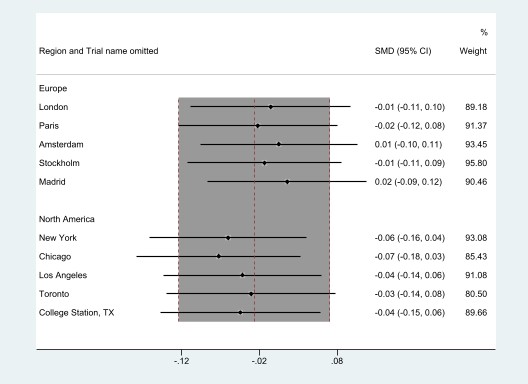 %
Region and Trial name omitted SMD (95% CI) Weight
Europe
London -0.01 (-0.11, 0.10) 89.18
Paris -0.02 (-0.12, 0.08) 91.37
Amsterdam 0.01 (-0.10, 0.11) 93.45
Stockholm -0.01 (-0.11, 0.09) 95.80
Madrid 0.02 (-0.09, 0.12) 90.46
North America
New York -0.06 (-0.16, 0.04) 93.08
Chicago -0.07 (-0.18, 0.03) 85.43
Los Angeles -0.04 (-0.14, 0.06) 91.08
Toronto -0.03 (-0.14, 0.08) 80.50
College Station, TX -0.04 (-0.15, 0.06) 89.66
-.12 -.02 .08